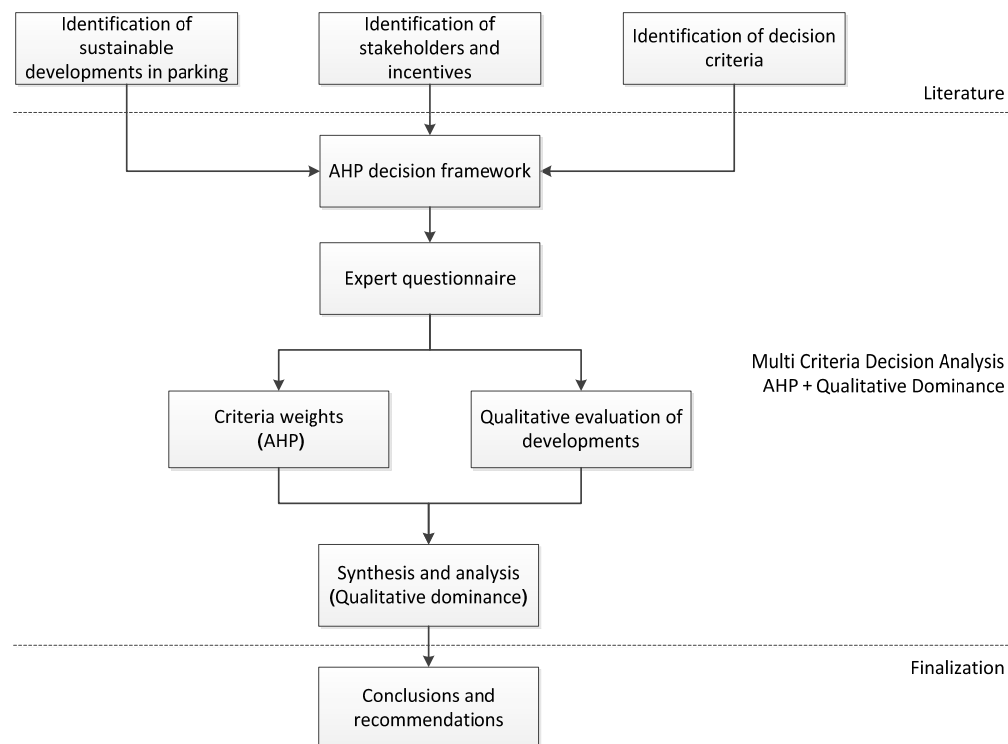 Identification of
sustainable
developments in parking
Identification of
stakeholders and
incentives
Identification of decision
criteria
Literature
AHP decision framework
Expert questionnaire
Multi Criteria Decision Analysis
AHP + Qualitative Dominance
Criteria weights
(AHP)
Qualitative evaluation of
developments
Synthesis and analysis
(Qualitative dominance)
Finalization
Conclusions and
recommendations